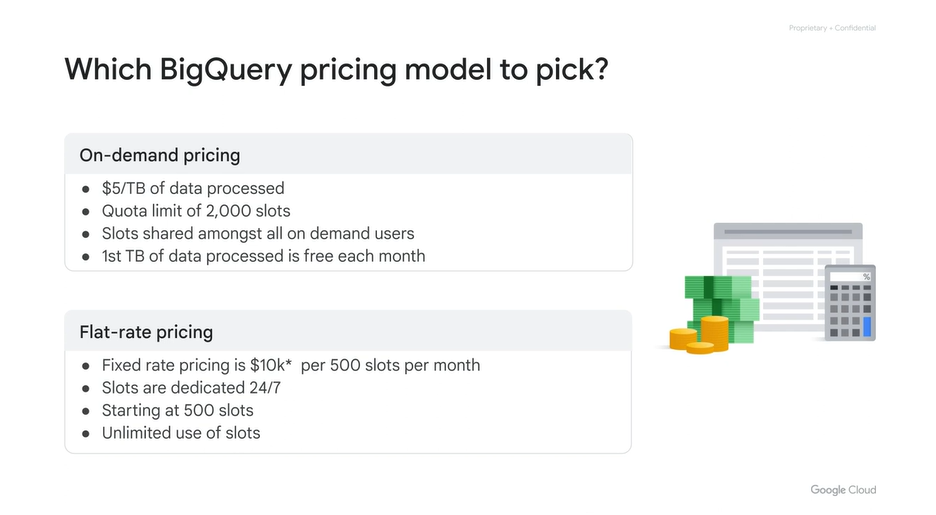 Proprietary + Confidential
Which BigQuery pricing model to pick?
On-demand pricing
● $5/TB of data processed
● Quota limit of 2,000 slots
● Slots shared amongst all on demand users
● 1st TB of data processed is free each month
Flat-rate pricing
● Fixed rate pricing is $10k* per 500 slots per month
● Slots are dedicated 24/7
● Starting at 500 slots
● Unlimited use of slots
%
Google Cloud